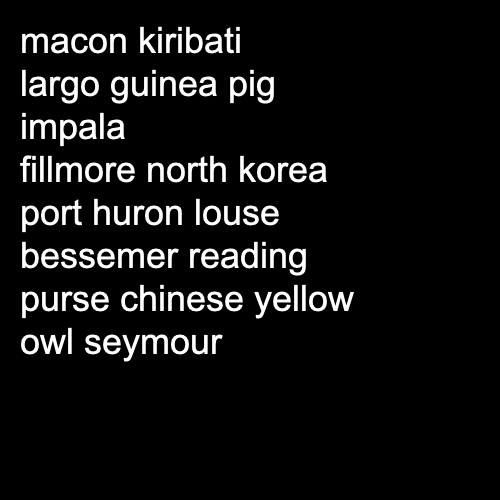 macon kiribati
largo guinea pig
impala
fillmore north korea
port huron louse
bessemer reading
purse chinese yellow
owl seymour